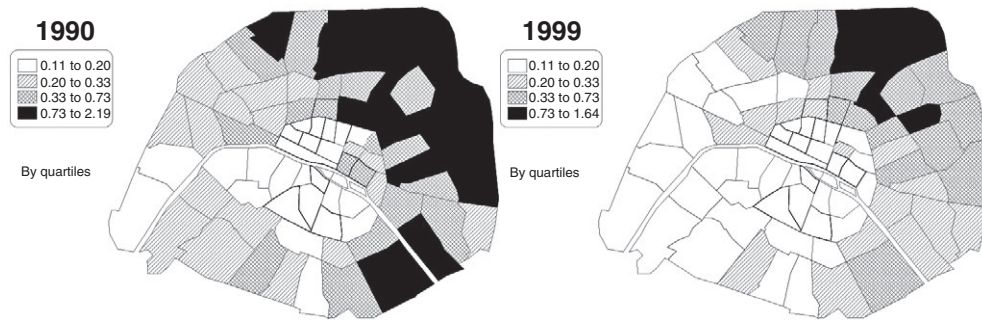 1990
0.11 to 0.20
0.20 to 0.33
0.33 to 0.73
0.73 to 2.19
By quartiles
1999
0.11 to 0.20
0.20 to 0.33
0.33 to 0.73
0.73 to 1.64
By quartiles